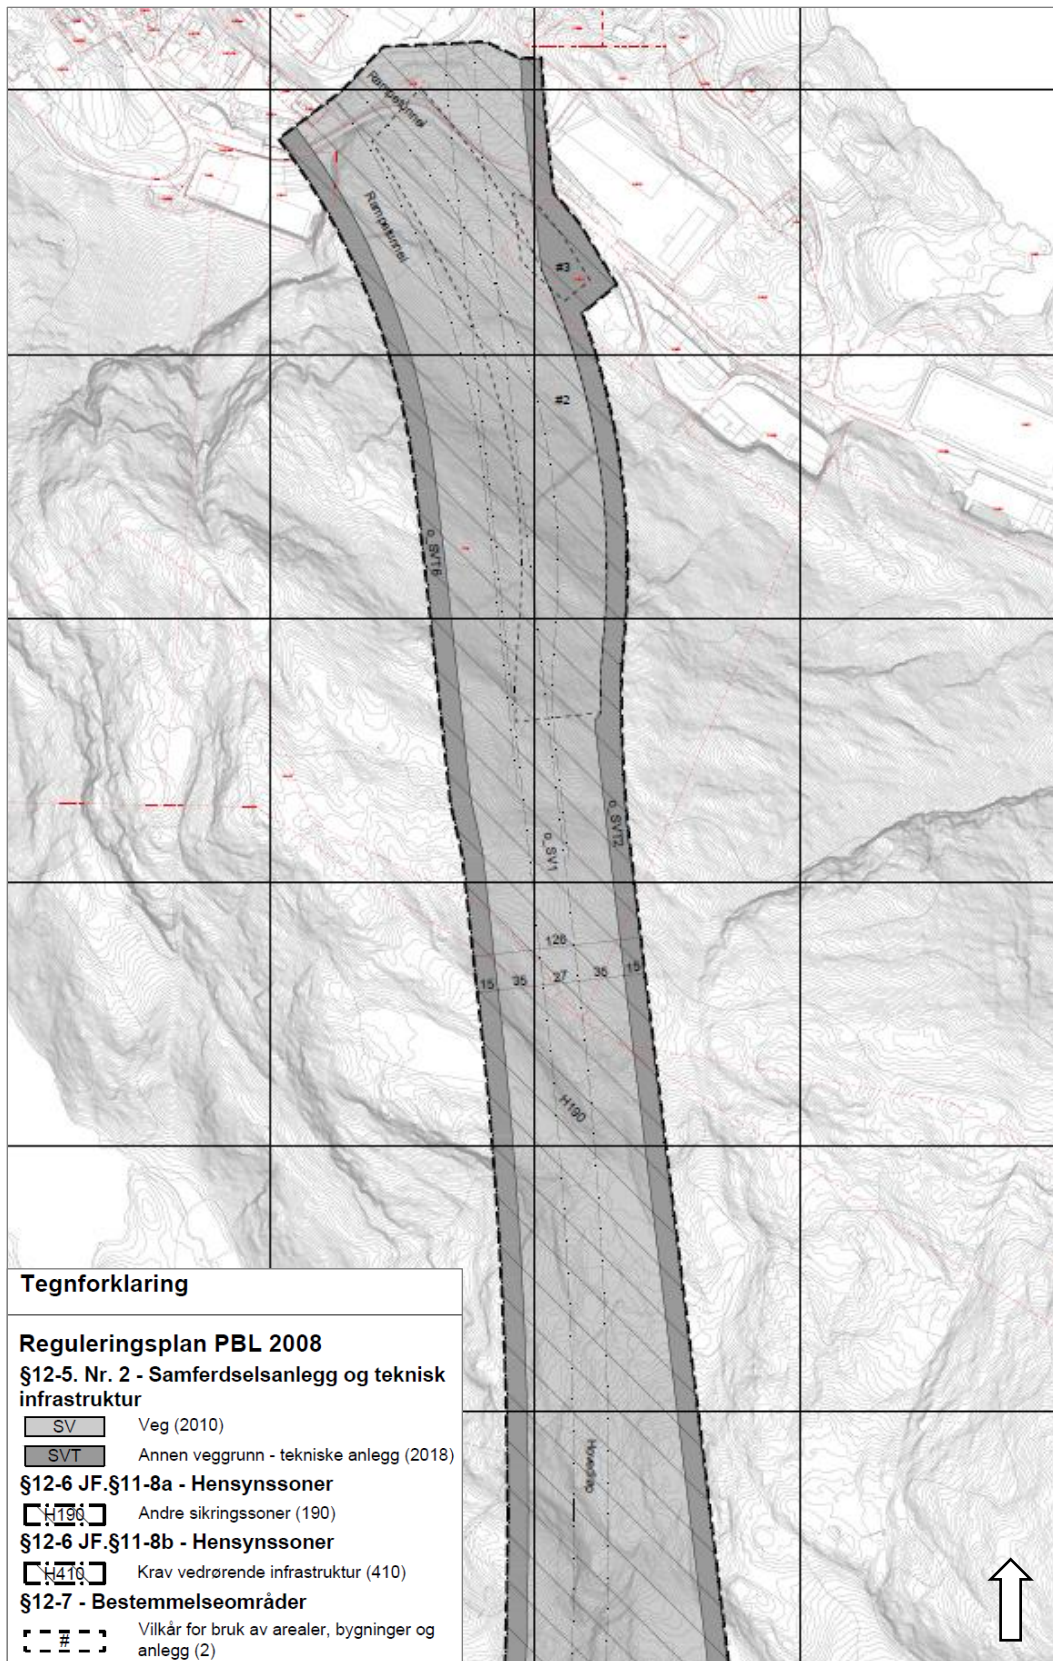 Rampetunnel
Rampetunnel
#3
#2
o_SVT6
o_SVT2
o_SV1
126
15
35
27
35
15
H190
Hovedløp
Tegnforklaring
Reguleringsplan PBL 2008
§12-5. Nr. 2 - Samferdselsanlegg og teknisk
infrastruktur
SV Veg (2010)
SVT Annen veggrunn - tekniske anlegg (2018)
§12-6 JF.§11-8a - Hensynssoner
H190 Andre sikringssoner (190)
§12-6 JF.§11-8b - Hensynssoner
H410 Krav vedrørende infrastruktur (410)
§12-7 - Bestemmelseområder
# Vilkår for bruk av arealer, bygninger og
anlegg (2)